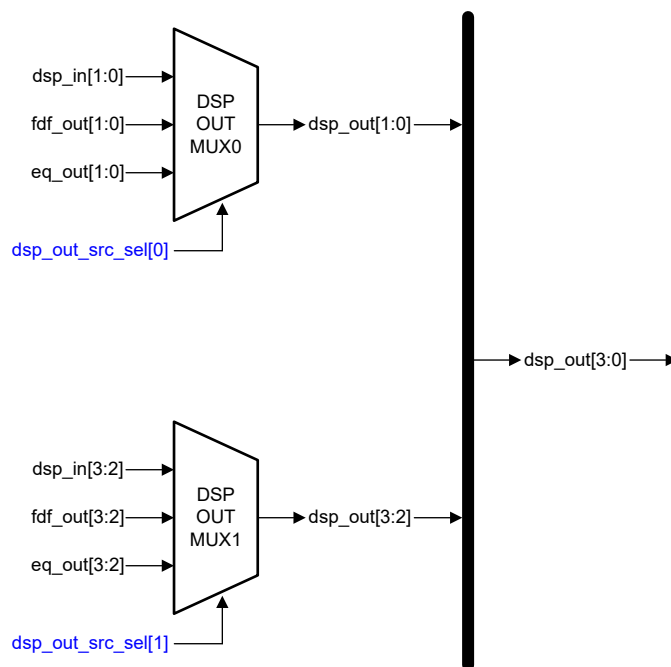 dsp_in[1:0]
fdf_out[1:0]
eq_out[1:0]
DSP
OUT
MUX0
dsp_out[1:0]
dsp_out_src_sel[0]
dsp_out[3:0]
dsp_in[3:2]
fdf_out[3:2]
eq_out[3:2]
DSP
OUT
MUX1
dsp_out[3:2]
dsp_out_src_sel[1]